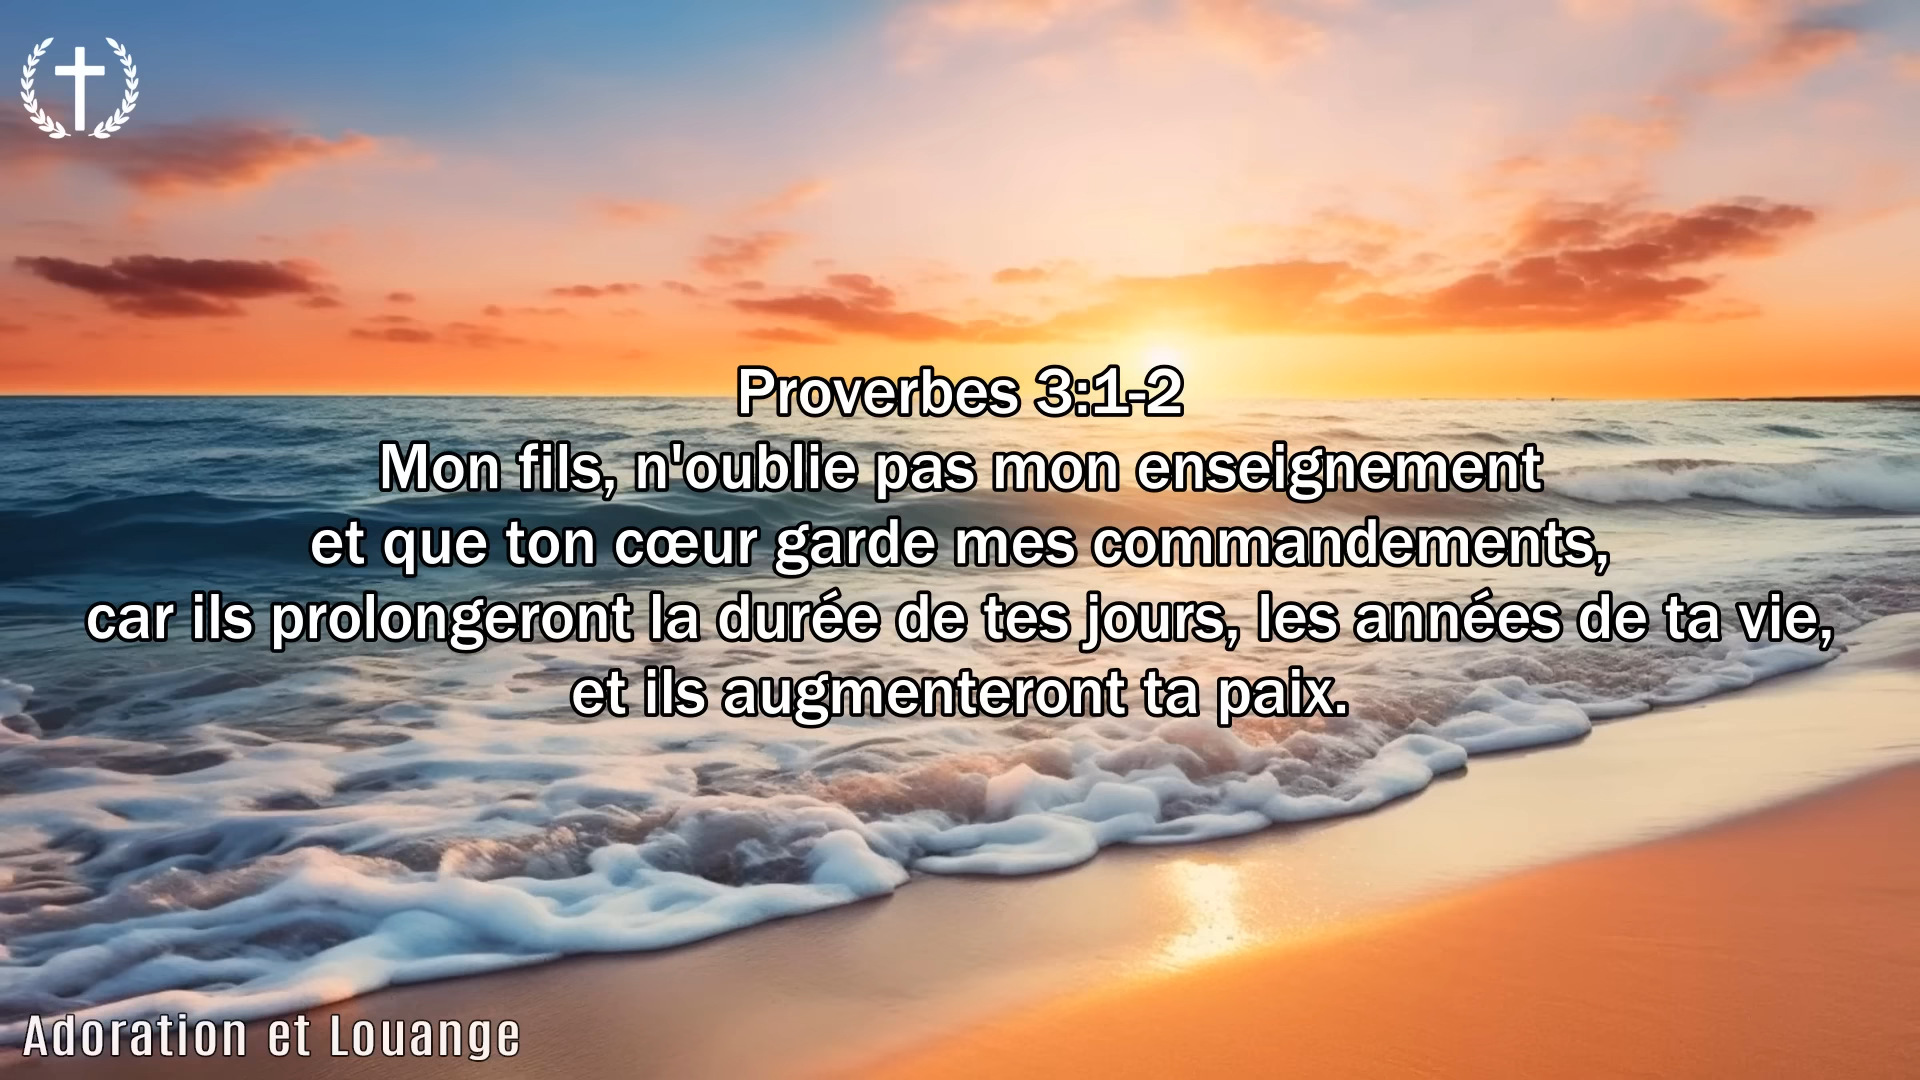 Proverbes 3:1-2
Mon fils, n'oublie pas mon enseignement
et que ton cœur garde mes commandements,
car ils prolongeront la durée de tes jours, les années de ta vie,
et ils augmenteront ta paix.
Adoration et Louange